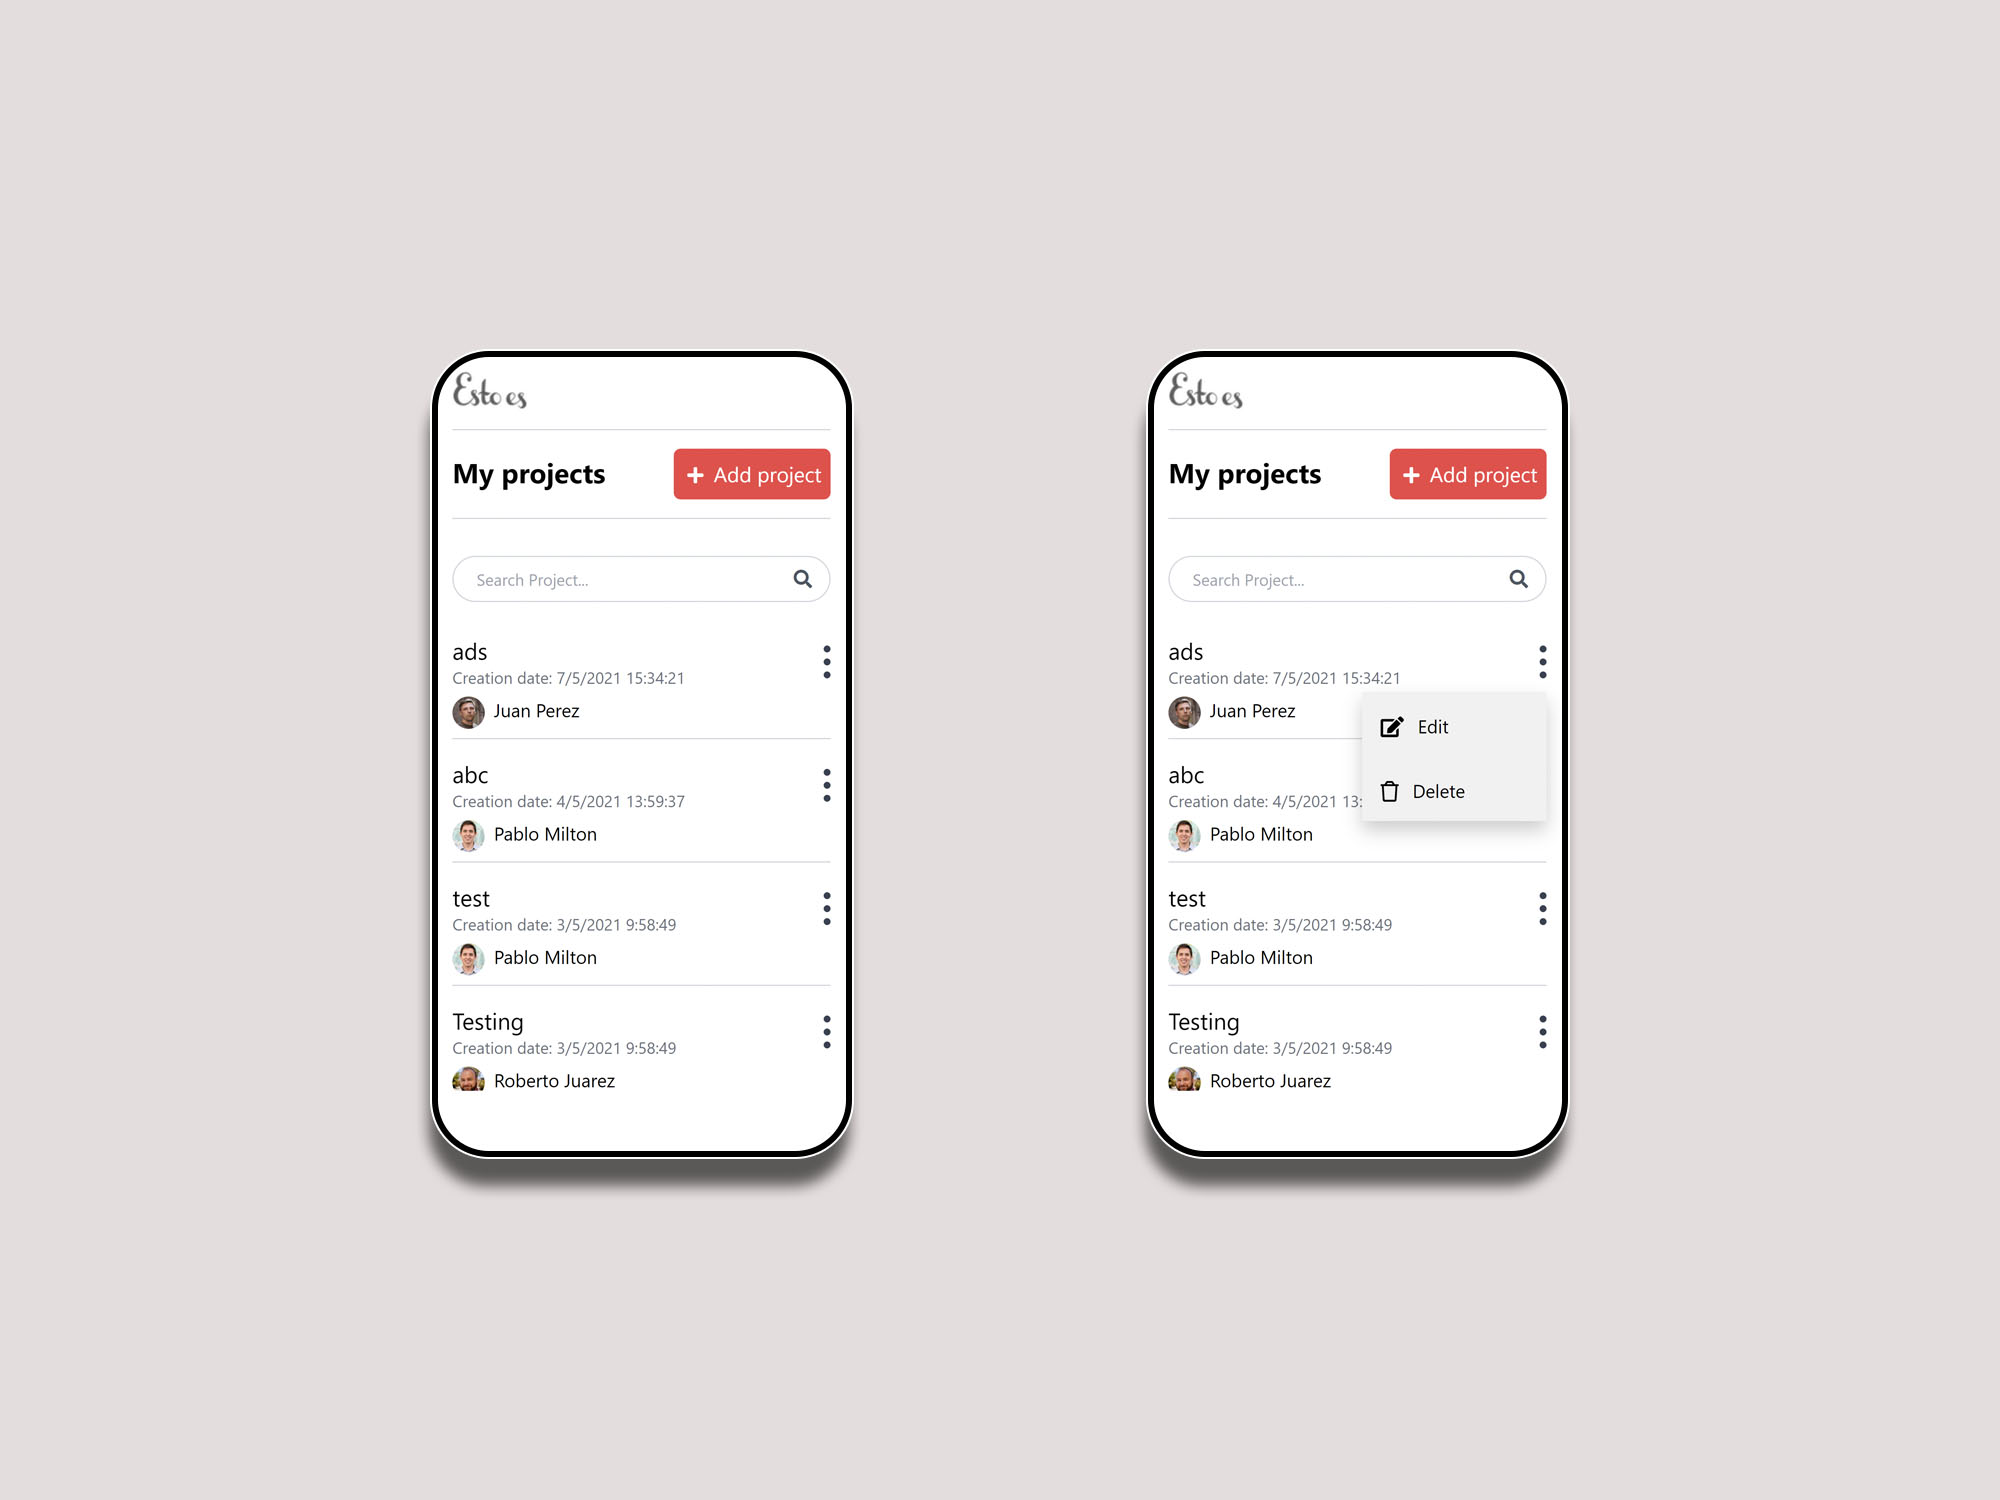 Esto es
My projects
Add project
Search Project...
ads
Creation date: 7/5/2021 15:34:21
Juan Perez
abc
Creation date: 4/5/2021 13:59:37
Pablo Milton
test
Creation date: 3/5/2021 9:58:49
Pablo Milton
Testing
Creation date: 3/5/2021 9:58:49
Roberto Juarez
Esto es
My projects
Add project
Search Project...
ads
Creation date: 7/5/2021 15:34:21
Juan Perez
Edit
Delete
abc
Creation date: 4/5/2021 13:
Pablo Milton
test
Creation date: 3/5/2021 9:58:49
Pablo Milton
Testing
Creation date: 3/5/2021 9:58:49
Roberto Juarez